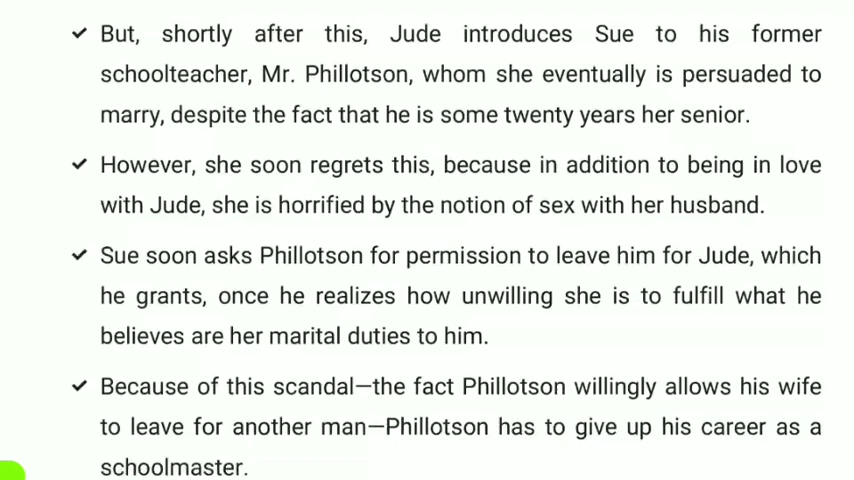 ✓ But, shortly after this, Jude introduces Sue to his former
schoolteacher, Mr. Phillotson, whom she eventually is persuaded to
marry, despite the fact that he is some twenty years her senior.
✓ However, she soon regrets this, because in addition to being in love
with Jude, she is horrified by the notion of sex with her husband.
✓ Sue soon asks Phillotson for permission to leave him for Jude, which
he grants, once he realizes how unwilling she is to fulfill what he
believes are her marital duties to him.
✓ Because of this scandal—the fact Phillotson willingly allows his wife
to leave for another man—Phillotson has to give up his career as a
schoolmaster.